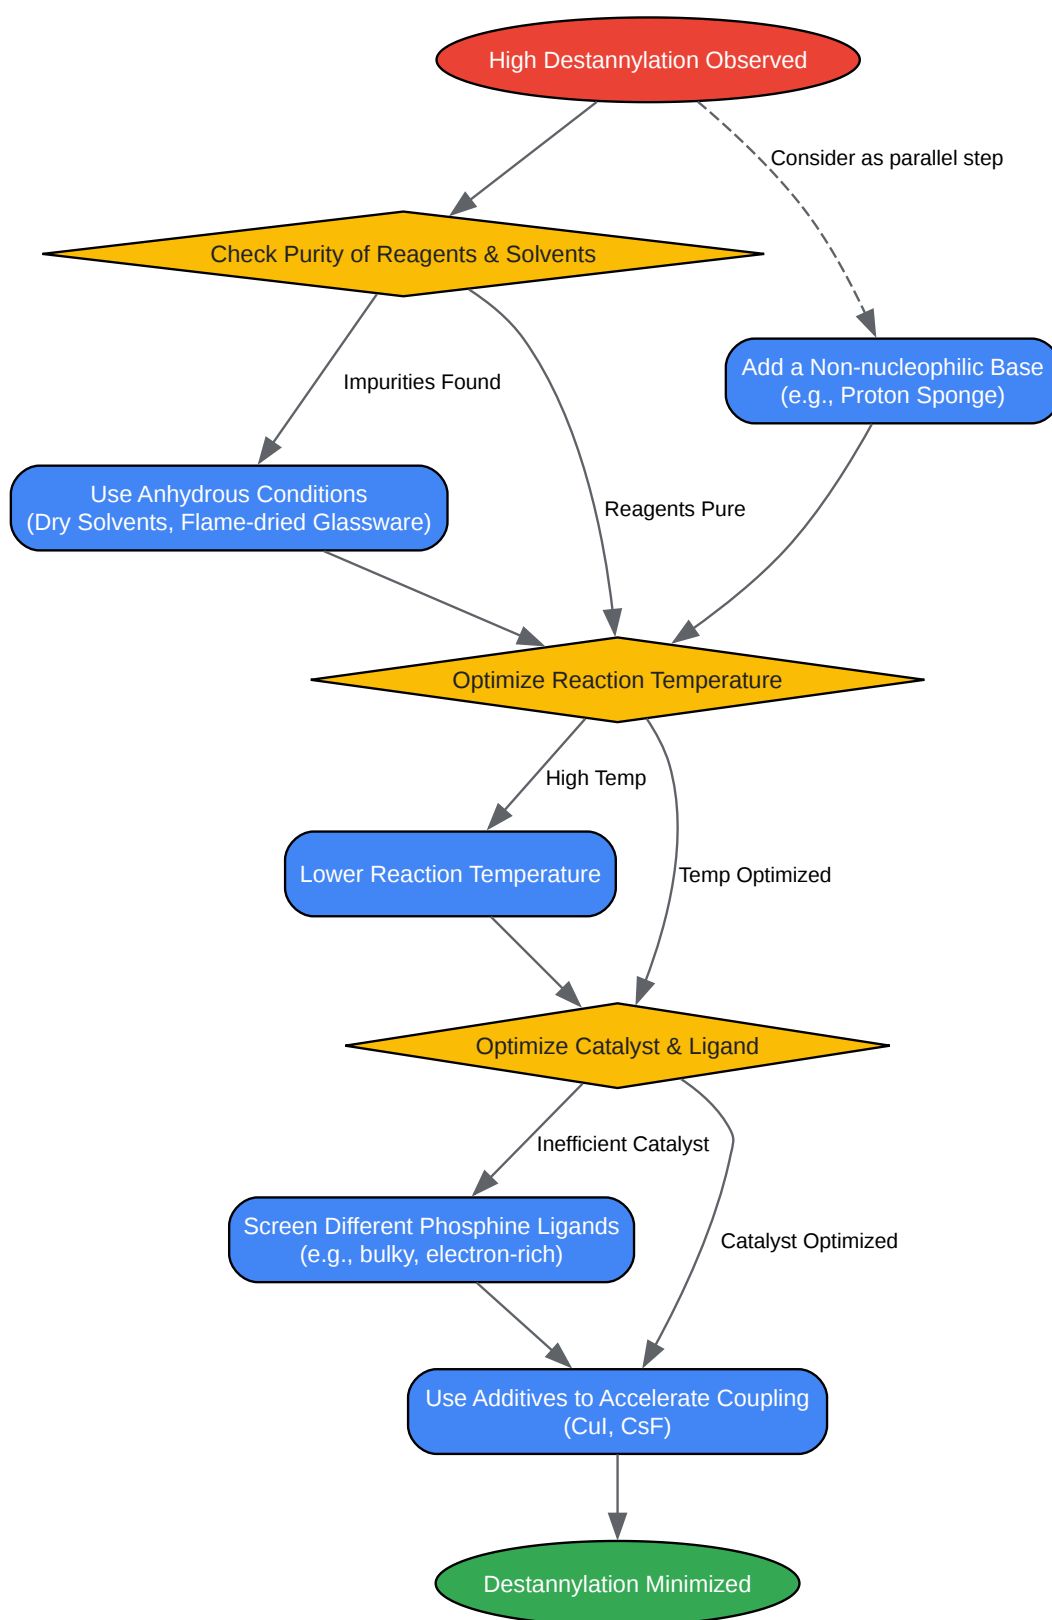 High Destannylation Observed
Consider as parallel step
Check Purity of Reagents & Solvents
Add a Non-nucleophilic Base
(e.g., Proton Sponge)
Impurities Found
Use Anhydrous Conditions
(Dry Solvents, Flame-dried Glassware)
Reagents Pure
Optimize Reaction Temperature
High Temp
Lower Reaction Temperature
Temp Optimized
Optimize Catalyst & Ligand
Inefficient Catalyst
Screen Different Phosphine Ligands
(e.g., bulky, electron-rich)
Catalyst Optimized
Use Additives to Accelerate Coupling
(CuI, CsF)
Destannylation Minimized